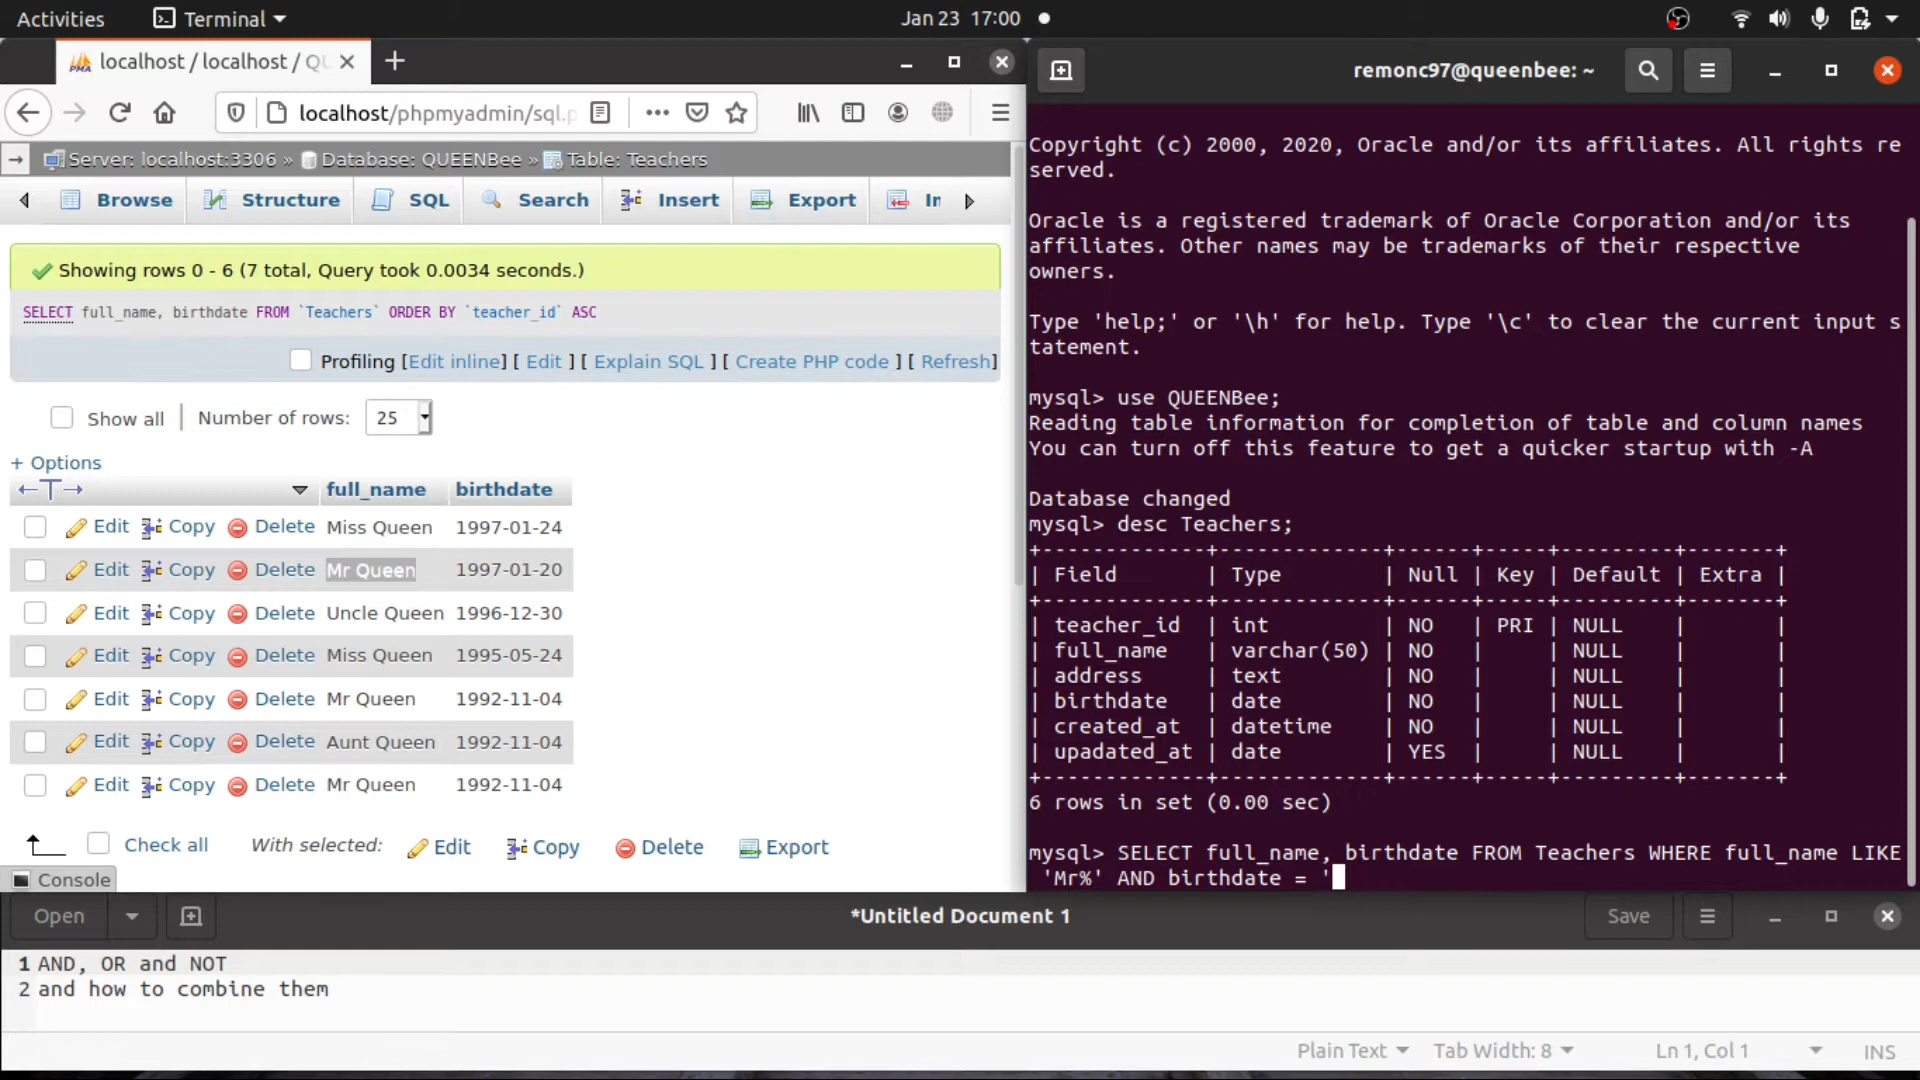 Activities Terminal Jan 23 17:00
localhost / localhost / QU
localhost/phpmyadmin/sql.p
Server: localhost:3306 » Database: QUEENBee » Table: Teachers
Browse Structure SQL Search Insert Export In
Showing rows 0 - 6 (7 total, Query took 0.0034 seconds.)
SELECT full_name, birthdate FROM `Teachers` ORDER BY `teacher_id` ASC
Profiling [Edit inline] [ Edit ] [ Explain SQL ] [ Create PHP code ] [ Refresh]
Show all Number of rows: 25
+ Options
←T→ full_name birthdate
Edit Copy Delete Miss Queen 1997-01-24
Edit Copy Delete Mr Queen 1997-01-20
Edit Copy Delete Uncle Queen 1996-12-30
Edit Copy Delete Miss Queen 1995-05-24
Edit Copy Delete Mr Queen 1992-11-04
Edit Copy Delete Aunt Queen 1992-11-04
Edit Copy Delete Mr Queen 1992-11-04
Check all With selected: Edit Copy Delete Export
Console
remonc97@queenbee: ~
Copyright (c) 2000, 2020, Oracle and/or its affiliates. All rights re
served.
Oracle is a registered trademark of Oracle Corporation and/or its
affiliates. Other names may be trademarks of their respective
owners.
Type 'help;' or '\h' for help. Type '\c' to clear the current input s
tatement.
mysql> use QUEENBee;
Reading table information for completion of table and column names
You can turn off this feature to get a quicker startup with -A
Database changed
mysql> desc Teachers;
+-------------+-------------+------+-----+---------+-------+
| Field | Type | Null | Key | Default | Extra |
+-------------+-------------+------+-----+---------+-------+
| teacher_id | int | NO | PRI | NULL | |
| full_name | varchar(50) | NO | | NULL | |
| address | text | NO | | NULL | |
| birthdate | date | NO | | NULL | |
| created_at | datetime | NO | | NULL | |
| upadated_at | date | YES | | NULL | |
+-------------+-------------+------+-----+---------+-------+
6 rows in set (0.00 sec)
mysql> SELECT full_name, birthdate FROM Teachers WHERE full_name LIKE
'Mr%' AND birthdate = '
Open *Untitled Document 1 Save
1 AND, OR and NOT
2 and how to combine them
Plain Text Tab Width: 8 Ln 1, Col 1 INS